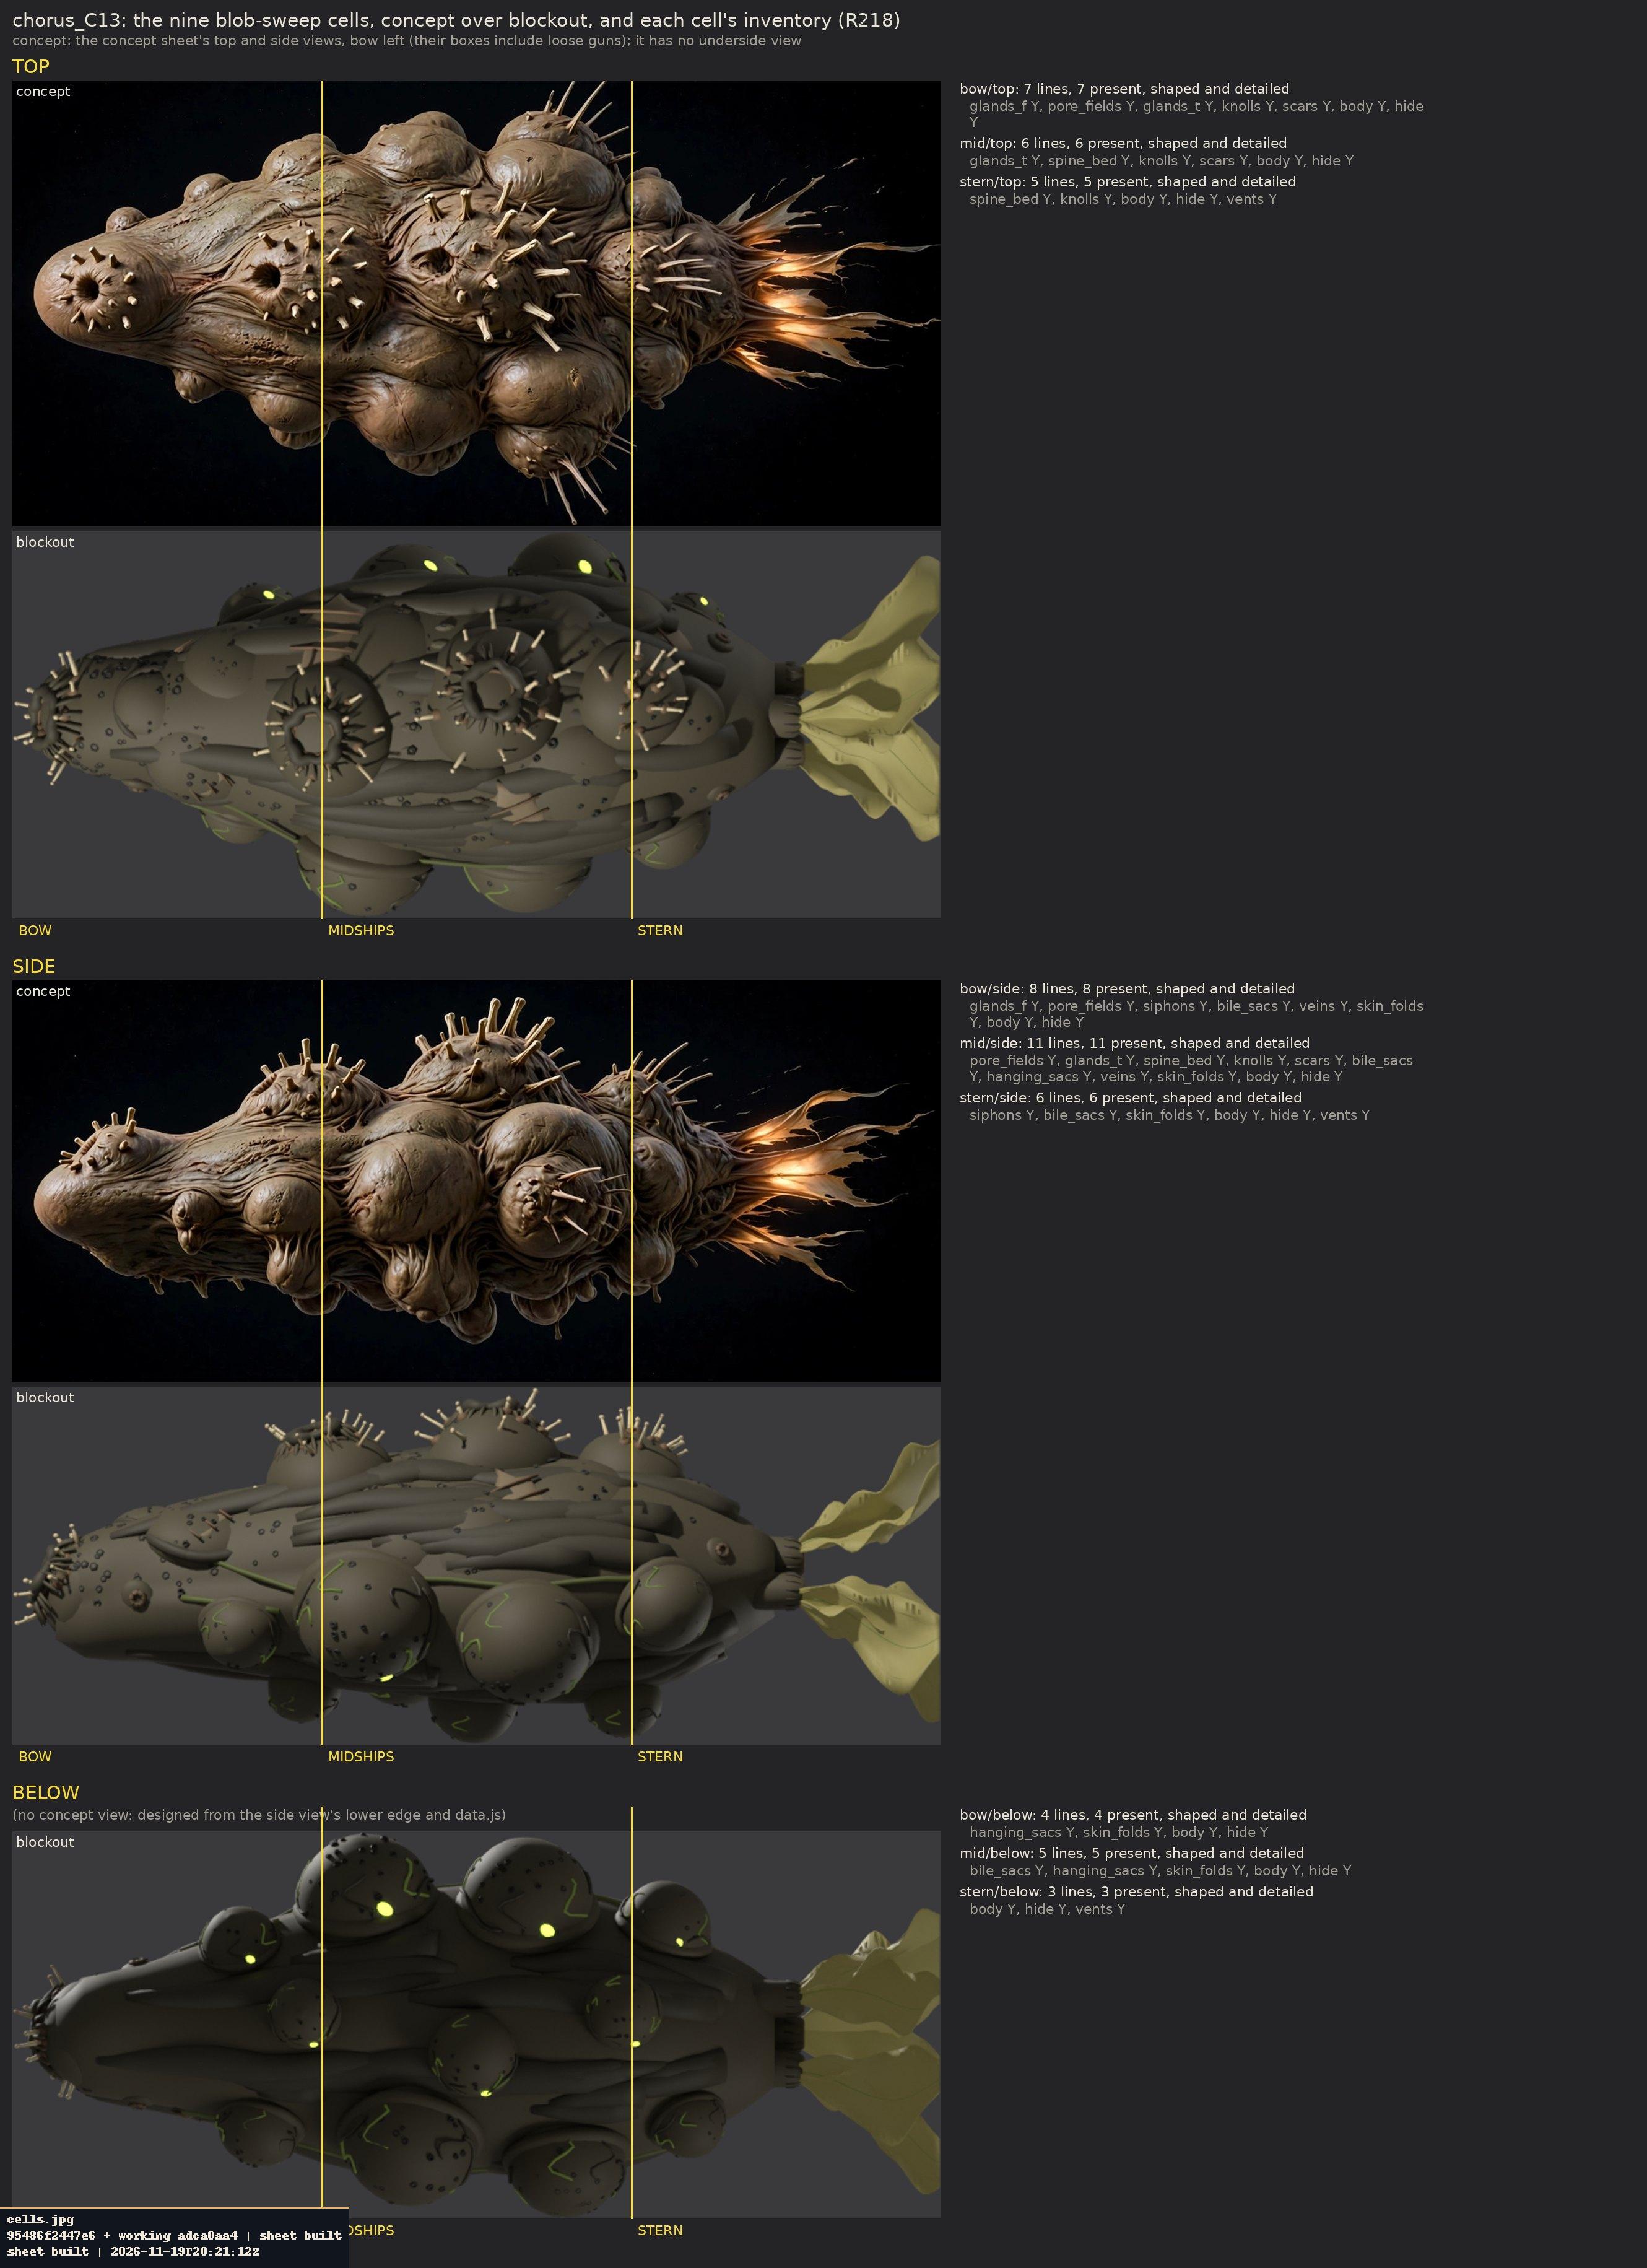 chorus_C13: the nine blob-sweep cells, concept over blockout, and each cell's inventory (R218)
concept: the concept sheet's top and side views, bow left (their boxes include loose guns); it has no underside view
TOP
concept
bow/top: 7 lines, 7 present, shaped and detailed
glands_f Y, pore_fields Y, glands_t Y, knolls Y, scars Y, body Y, hide
Y
mid/top: 6 lines, 6 present, shaped and detailed
glands_t Y, spine_bed Y, knolls Y, scars Y, body Y, hide Y
stern/top: 5 lines, 5 present, shaped and detailed
spine_bed Y, knolls Y, body Y, hide Y, vents Y
blockout
BOW
MIDSHIPS
STERN
SIDE
concept
bow/side: 8 lines, 8 present, shaped and detailed
glands_f Y, pore_fields Y, siphons Y, bile_sacs Y, veins Y, skin_folds
Y, body Y, hide Y
mid/side: 11 lines, 11 present, shaped and detailed
pore_fields Y, glands_t Y, spine_bed Y, knolls Y, scars Y, bile_sacs
Y, hanging_sacs Y, veins Y, skin_folds Y, body Y, hide Y
stern/side: 6 lines, 6 present, shaped and detailed
siphons Y, bile_sacs Y, skin_folds Y, body Y, hide Y, vents Y
blockout
BOW
MIDSHIPS
STERN
BELOW
(no concept view: designed from the side view's lower edge and data.js)
blockout
bow/below: 4 lines, 4 present, shaped and detailed
hanging_sacs Y, skin_folds Y, body Y, hide Y
mid/below: 5 lines, 5 present, shaped and detailed
bile_sacs Y, hanging_sacs Y, skin_folds Y, body Y, hide Y
stern/below: 3 lines, 3 present, shaped and detailed
body Y, hide Y, vents Y
DSHIPS
STERN
cells.jpg
95486f2447e6 + working adca0aa4 | sheet built
sheet built | 2026-11-19T20:21:12Z